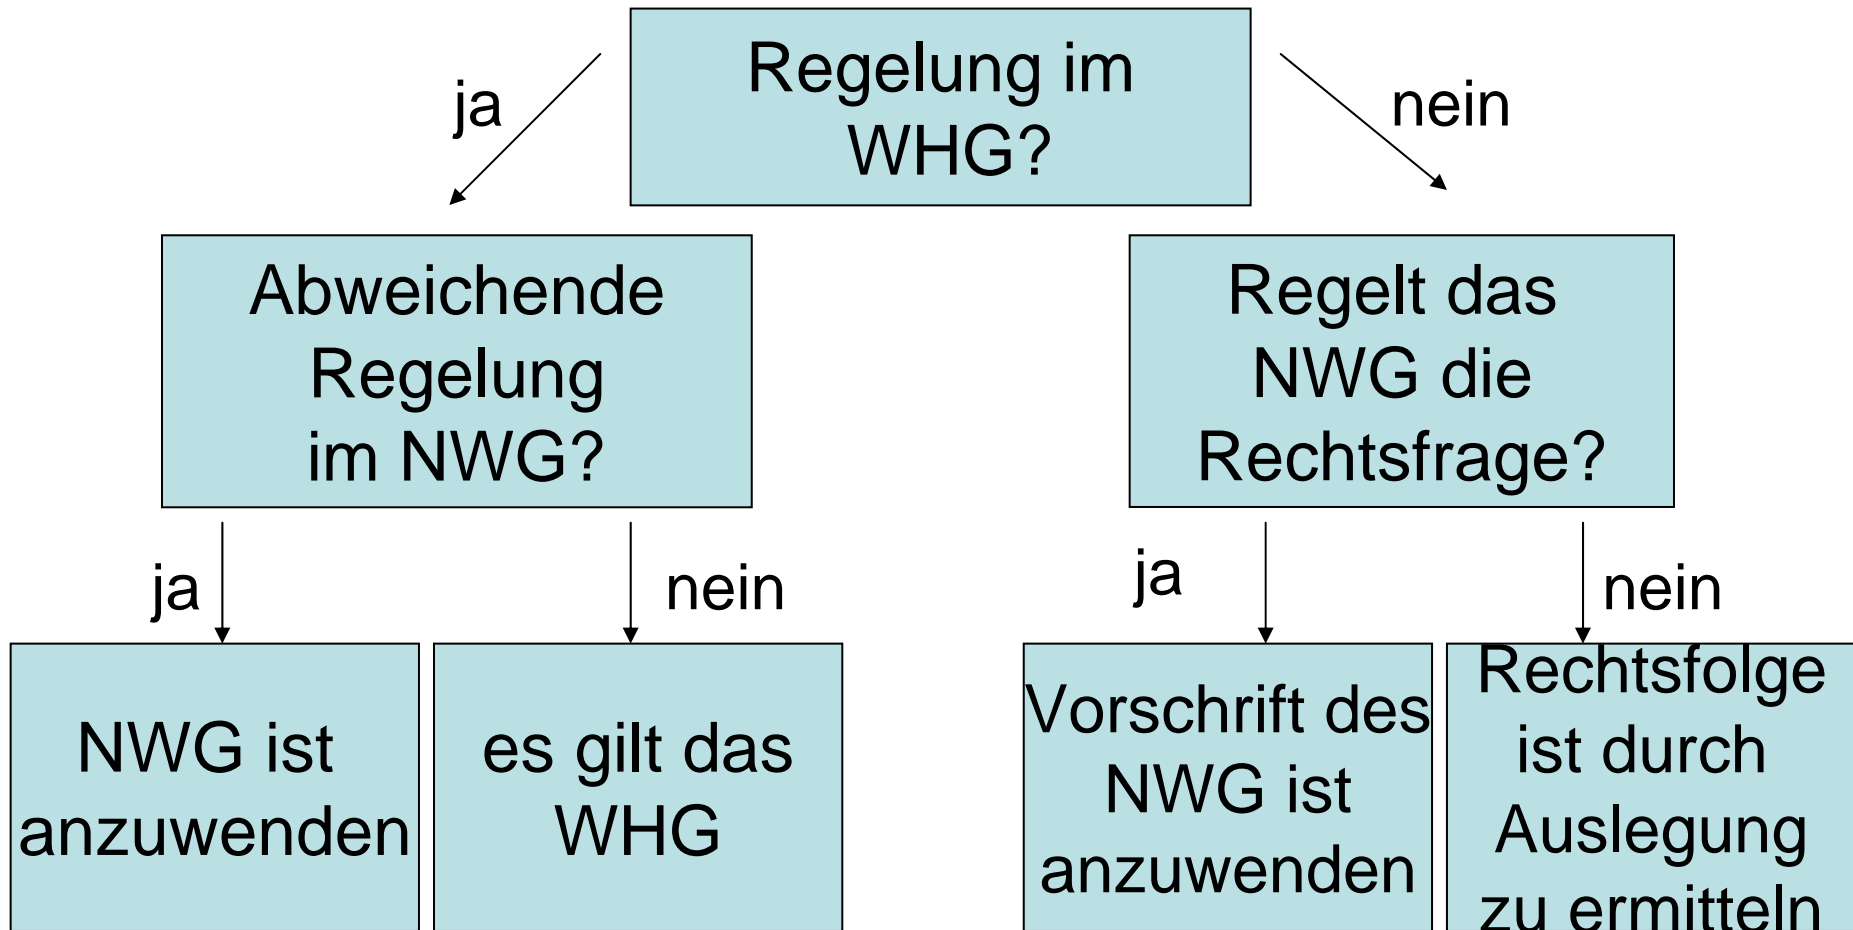 Regelung im
WHG?
ja
nein
Abweichende
Regelung
im NWG?
Regelt das
NWG die
Rechtsfrage?
ja
nein
ja
nein
NWG ist
anzuwenden
es gilt das
WHG
Vorschrift des
NWG ist
anzuwenden
Rechtsfolge
ist durch
Auslegung
zu ermitteln